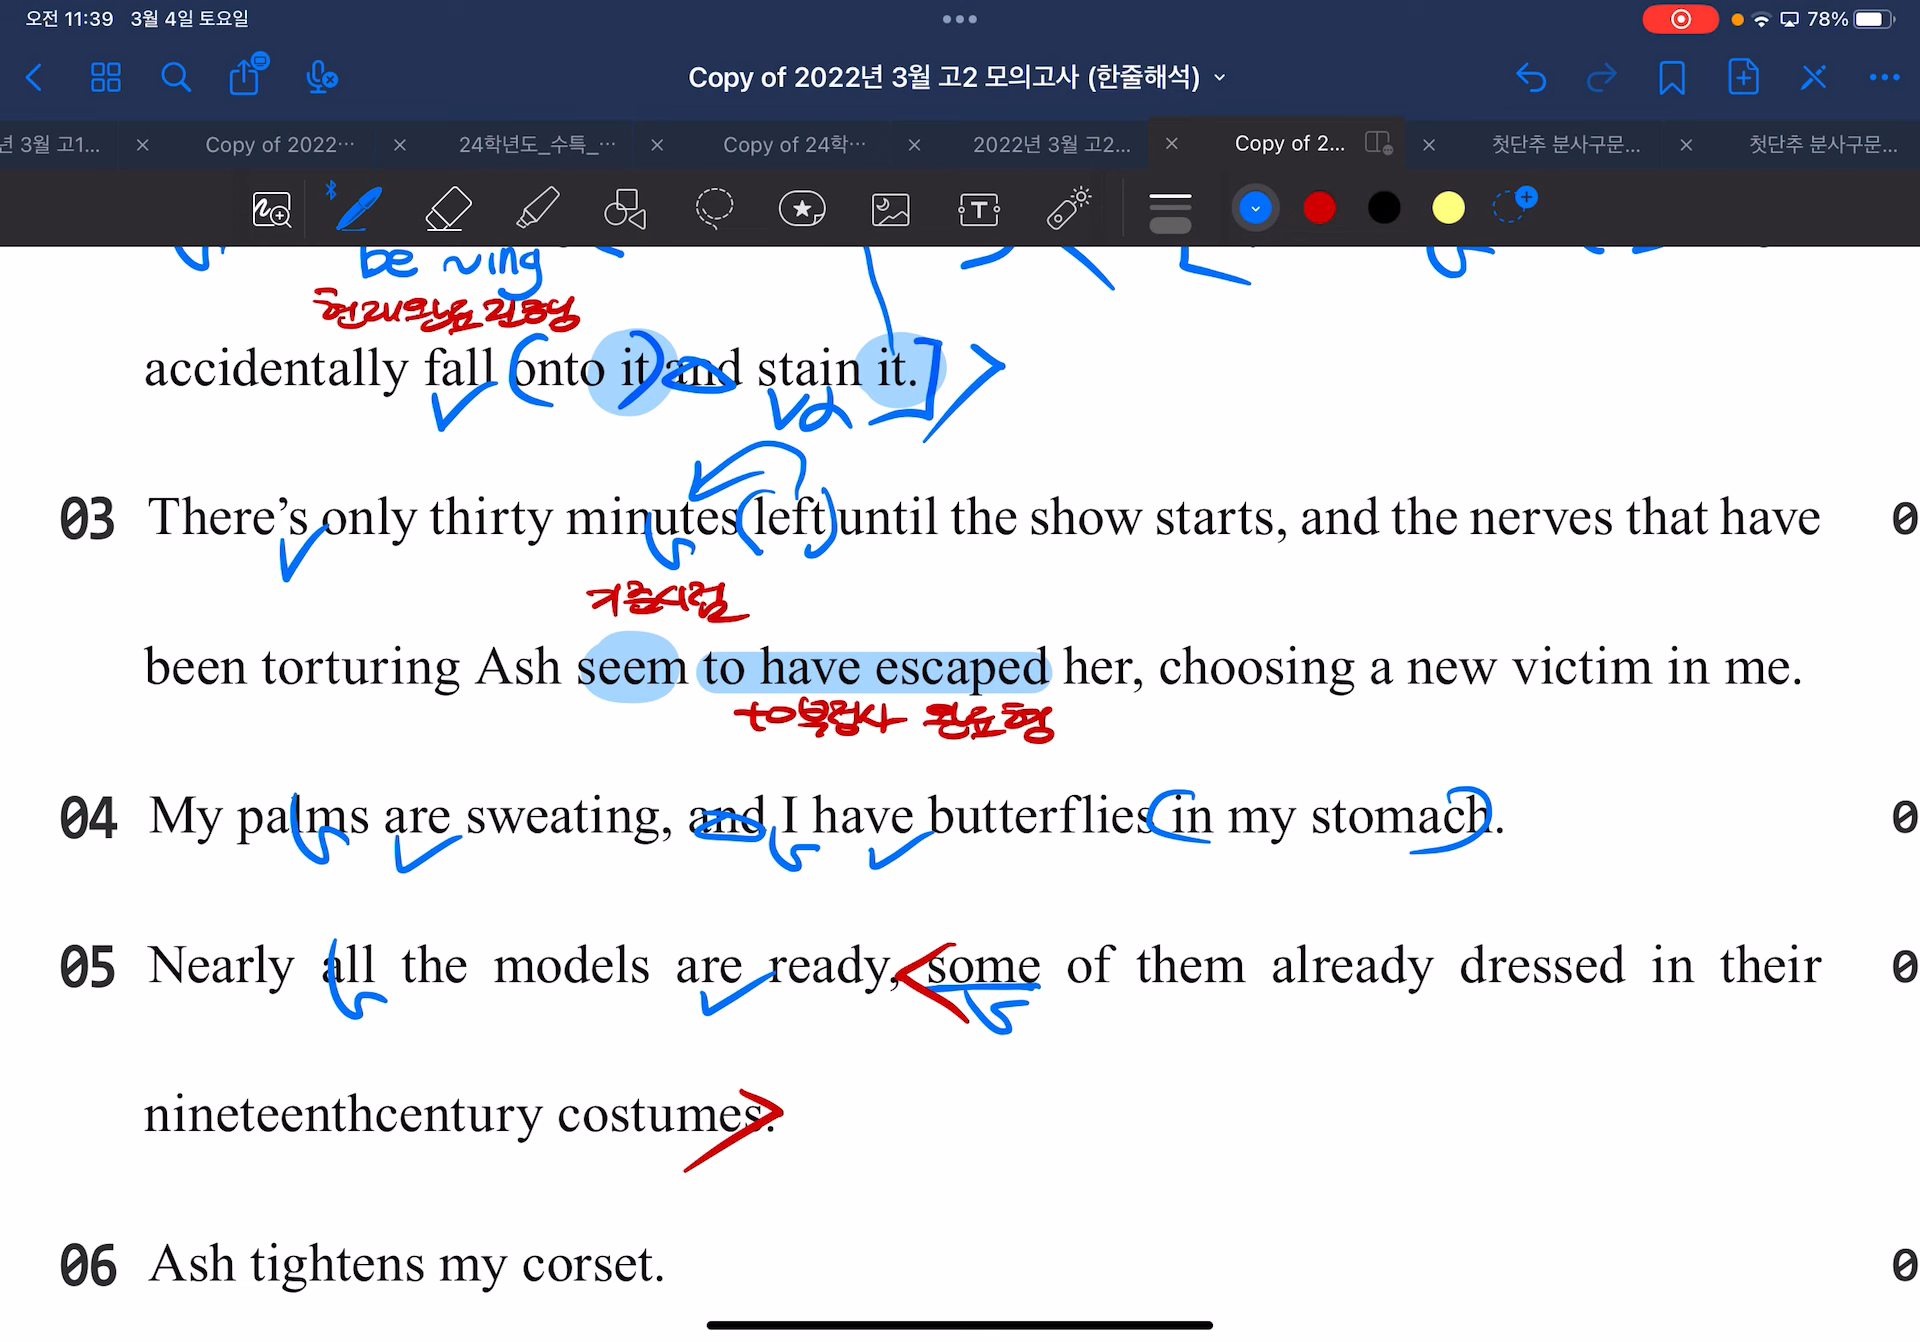 오전 11:39 3월 4일 토요일
78%
Copy of 2022년 3월 고2 모의고사 (한줄해석)
년 3월 고1...
Copy of 2022...
24학년도_수특_...
Copy of 24학...
2022년 3월 고2...
Copy of 2...
첫단추 분사구문...
첫단추 분사구문...
be ~ing
현재완료진행형
accidentally fall onto it and stain it.
03 There’s only thirty minutes left until the show starts, and the nerves that have 0
기준시점
been torturing Ash seem to have escaped her, choosing a new victim in me.
to부정사 완료형
04 My palms are sweating, and I have butterflies in my stomach. 0
05 Nearly all the models are ready, some of them already dressed in their 0
nineteenthcentury costumes.
06 Ash tightens my corset. 0